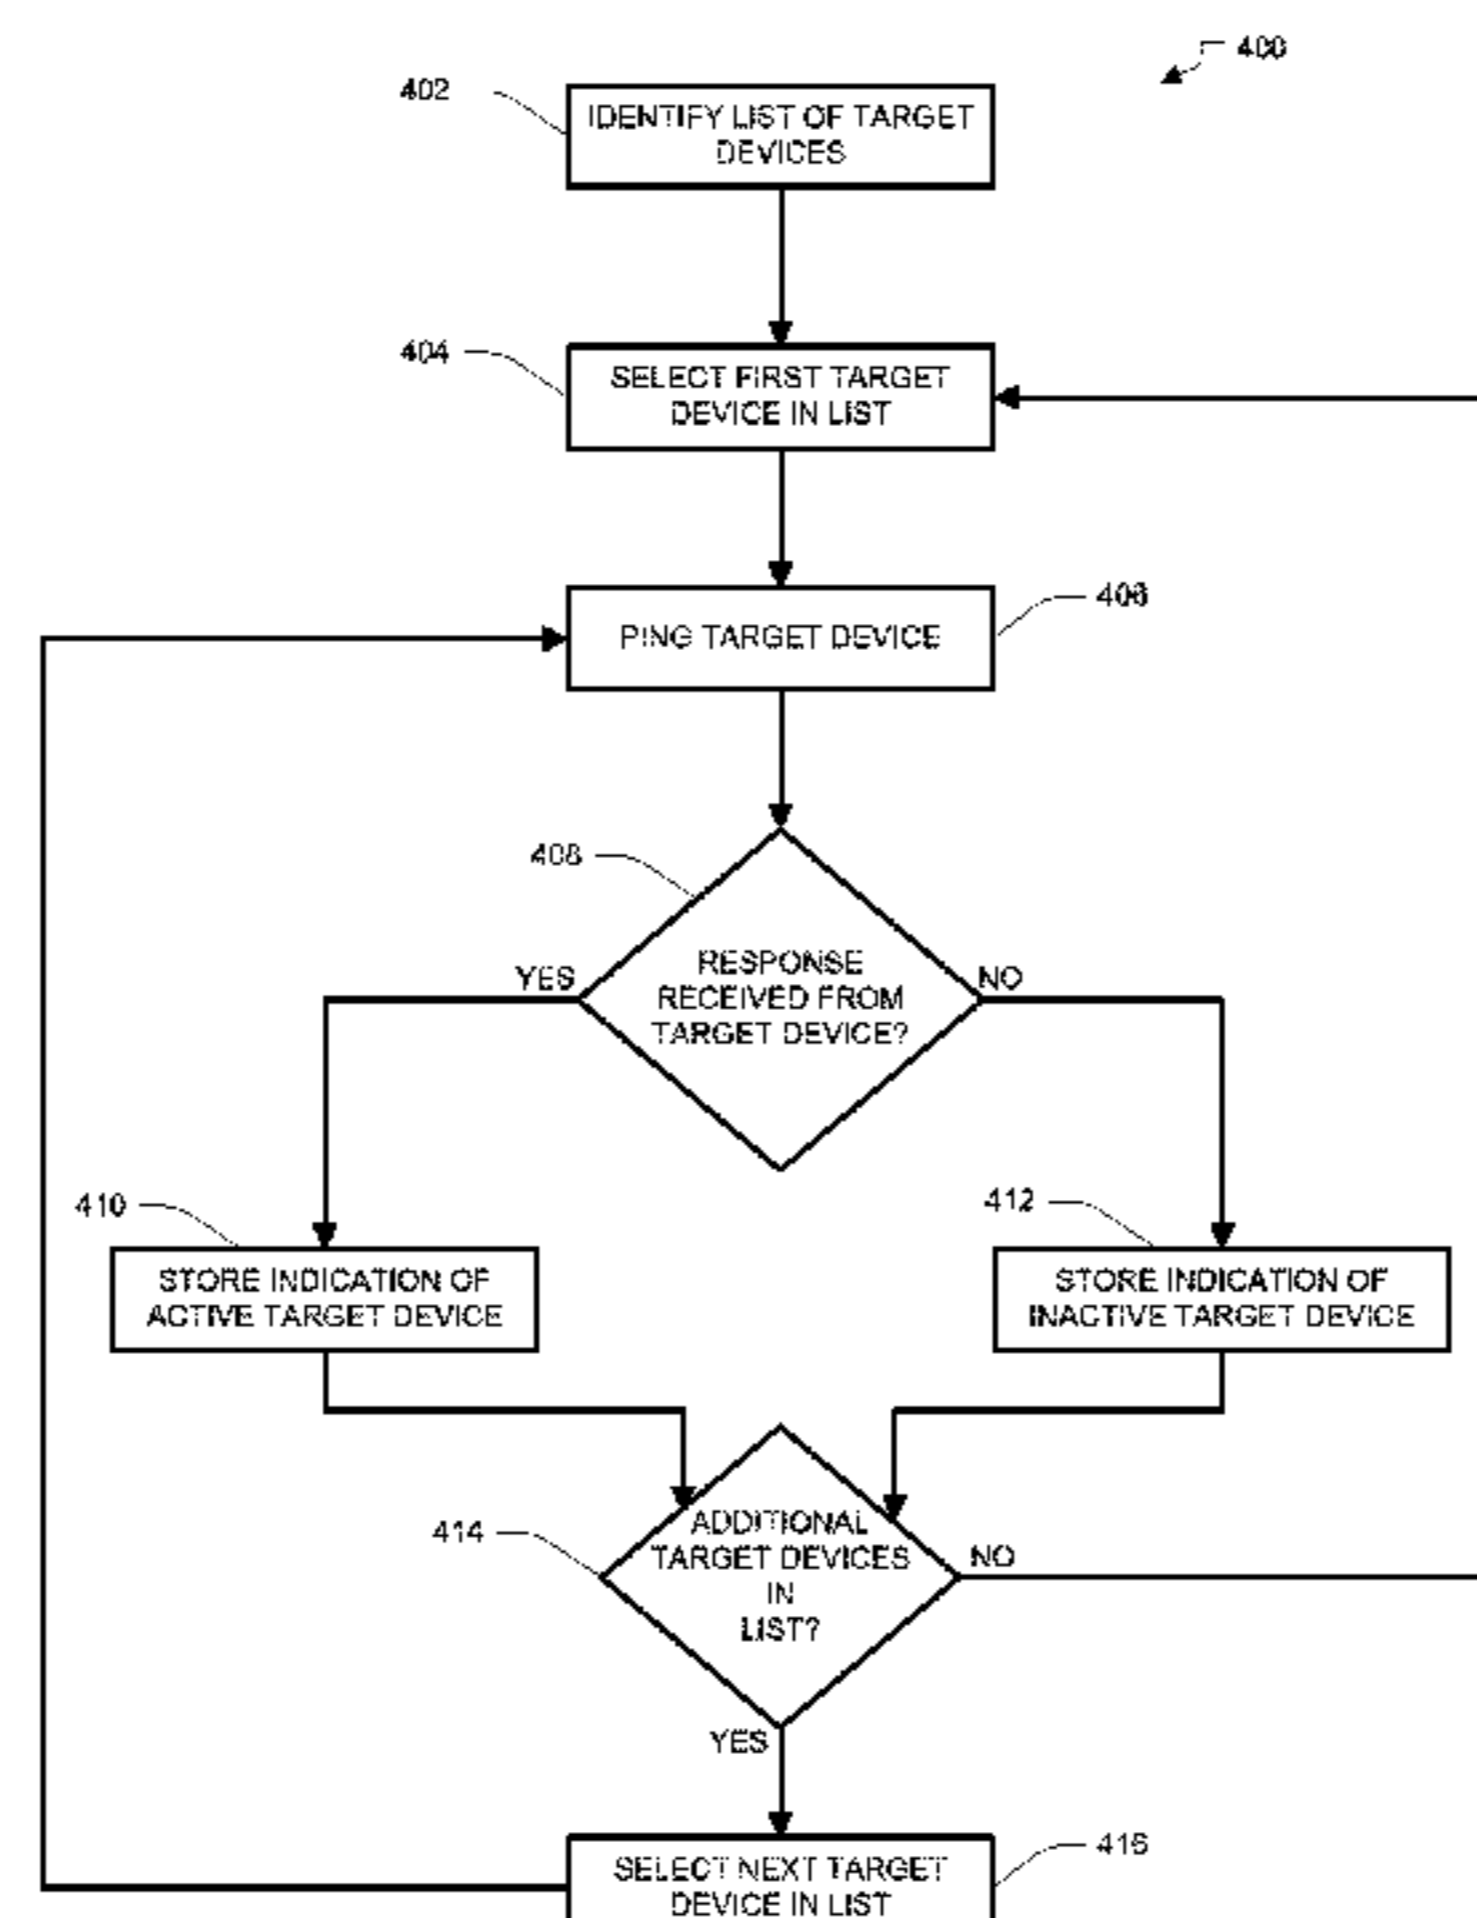 400
402
IDENTIFY LIST OF TARGET
DEVICES
404
SELECT FIRST TARGET
DEVICE IN LIST
406
PING TARGET DEVICE
408
RESPONSE
RECEIVED FROM
TARGET DEVICE?
YES
NO
410
STORE INDICATION OF
ACTIVE TARGET DEVICE
412
STORE INDICATION OF
INACTIVE TARGET DEVICE
414
ADDITIONAL
TARGET DEVICES
IN
LIST?
NO
YES
416
SELECT NEXT TARGET
DEVICE IN LIST